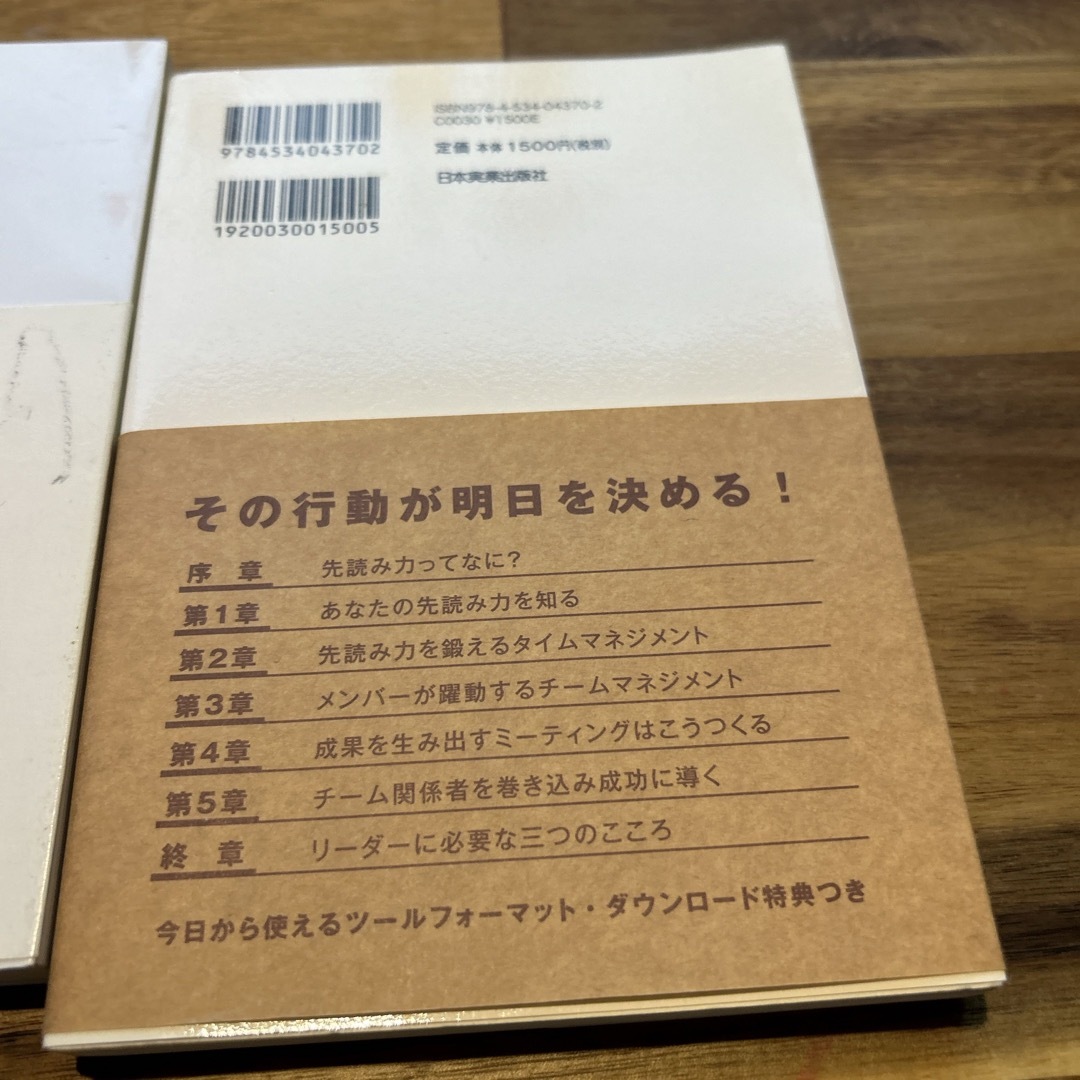 9784534043702
ISBN978-4-534-04370-2
C0030 ¥1500E
定価 本体1500円(税別)
日本実業出版社
1920030015005
その行動が明日を決める！
序 章 先読み力ってなに？
第1章 あなたの先読み力を知る
第2章 先読み力を鍛えるタイムマネジメント
第3章 メンバーが躍動するチームマネジメント
第4章 成果を生み出すミーティングはこうつくる
第5章 チーム関係者を巻き込み成功に導く
終 章 リーダーに必要な三つのこころ
今日から使えるツールフォーマット・ダウンロード特典つき